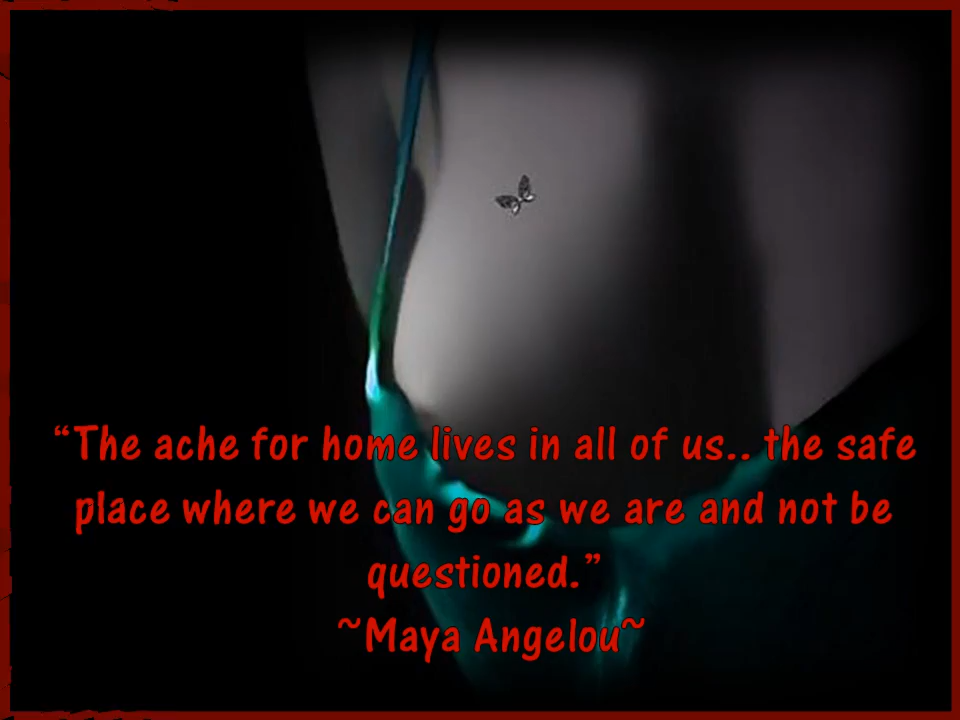 “The ache for home lives in all of us.. the safe
place where we can go as we are and not be
questioned.”
~Maya Angelou~